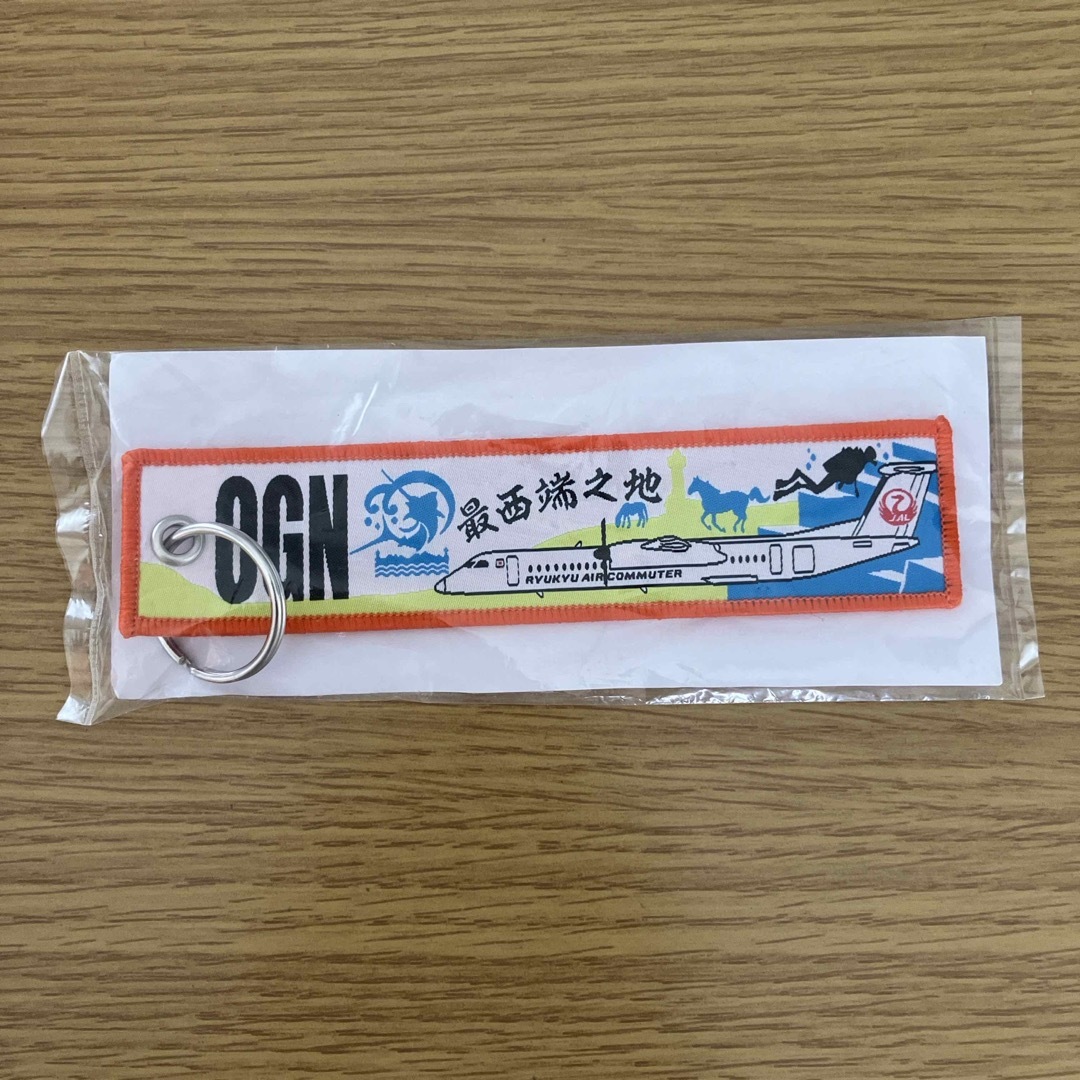 OGN
最西端之地
RYUKYU AIR COMMUTER
JAL